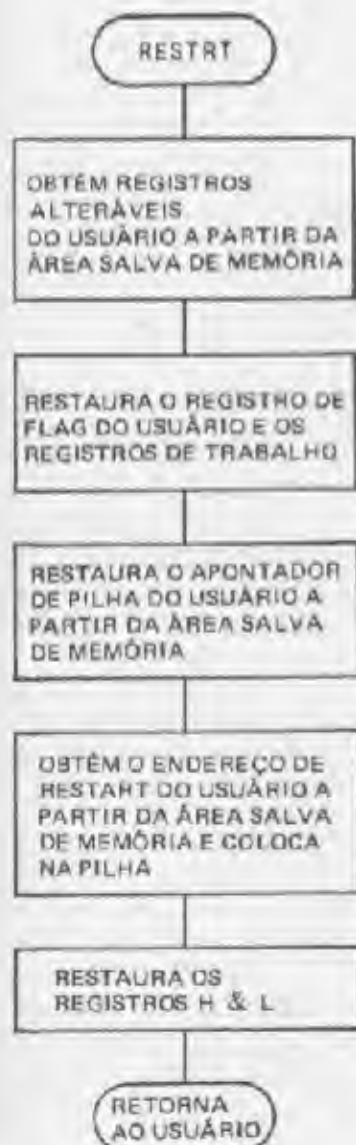 RESTRT
OBTÉM REGISTROS
ALTERÁVEIS
DO USUÁRIO A PARTIR DA
ÁREA SALVA DE MEMÓRIA
RESTAURA O REGISTRO DE
FLAG DO USUÁRIO E OS
REGISTROS DE TRABALHO
RESTAURA O APONTADOR
DE PILHA DO USUÁRIO A
PARTIR DA ÁREA SALVA
DE MEMÓRIA
OBTÊM O ENDEREÇO DE
RESTART DO USUÁRIO A
PARTIR DA ÁREA SALVA
DE MEMÓRIA E COLOCA
NA PILHA
RESTAURA OS
REGISTROS H & L
RETORNA
AO USUÁRIO